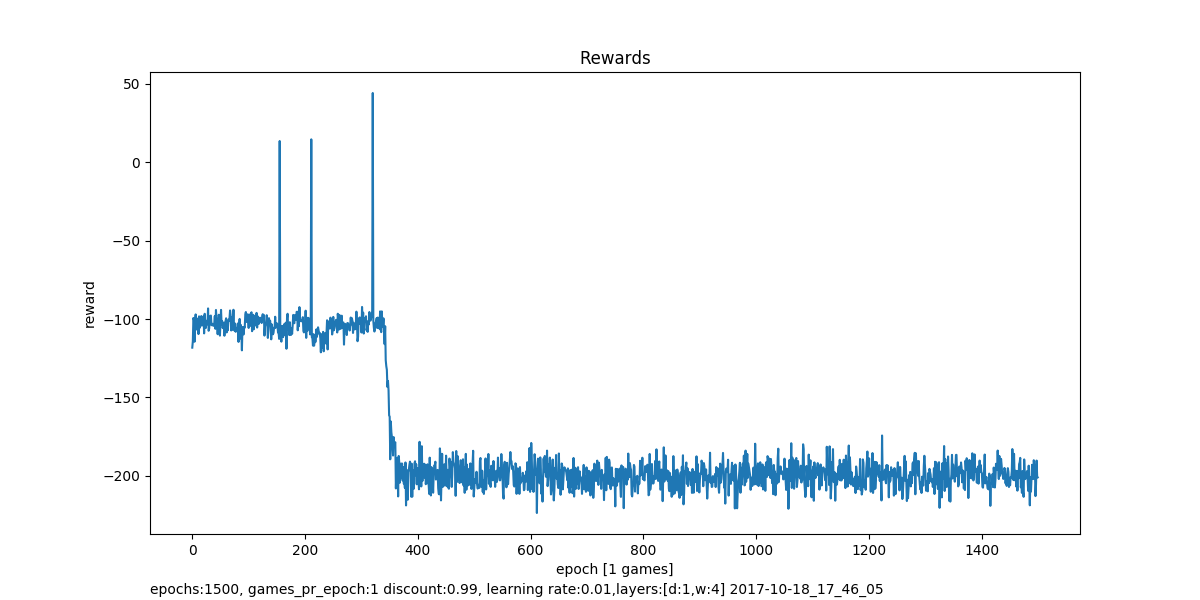 Rewards
50
0
−50
−100
−150
−200
reward
0 200 400 600 800 1000 1200 1400
epoch [1 games]
epochs:1500, games_pr_epoch:1 discount:0.99, learning rate:0.01,layers:[d:1,w:4] 2017-10-18_17_46_05